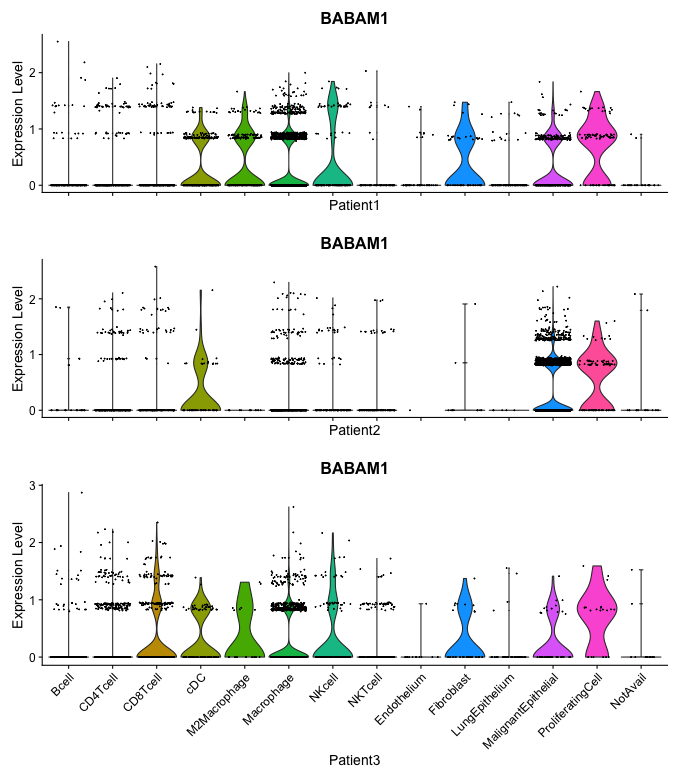 BABAM1
Expression Level
2
1
0
Patient1
BABAM1
Expression Level
2
1
0
Patient2
BABAM1
Expression Level
3
2
1
0
Bcell
CD4Tcell
CD8Tcell
cDC
M2Macrophage
Macrophage
NKcell
NKTcell
Endothelium
Fibroblast
LungEpithelium
MalignantEpithelial
ProliferatingCell
NotAvail
Patient3